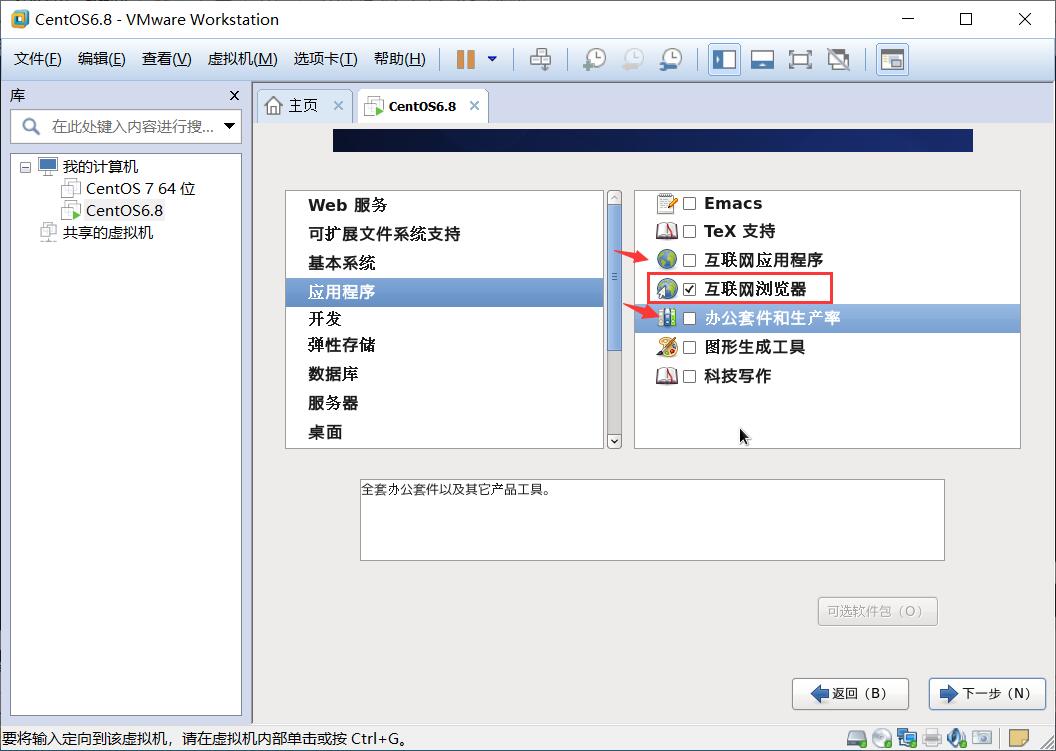 CentOS6.8 - VMware Workstation
文件(F) 编辑(E) 查看(V) 虚拟机(M) 选项卡(T) 帮助(H)
库
在此处键入内容进行搜...
我的计算机
CentOS 7 64 位
CentOS6.8
共享的虚拟机
主页
CentOS6.8
Web 服务
可扩展文件系统支持
基本系统
应用程序
开发
弹性存储
数据库
服务器
桌面
Emacs
TeX 支持
互联网应用程序
互联网浏览器
办公套件和生产率
图形生成工具
科技写作
全套办公套件以及其它产品工具。
可选软件包（O）
返回（B）
下一步（N）
要将输入定向到该虚拟机，请在虚拟机内部单击或按 Ctrl+G。